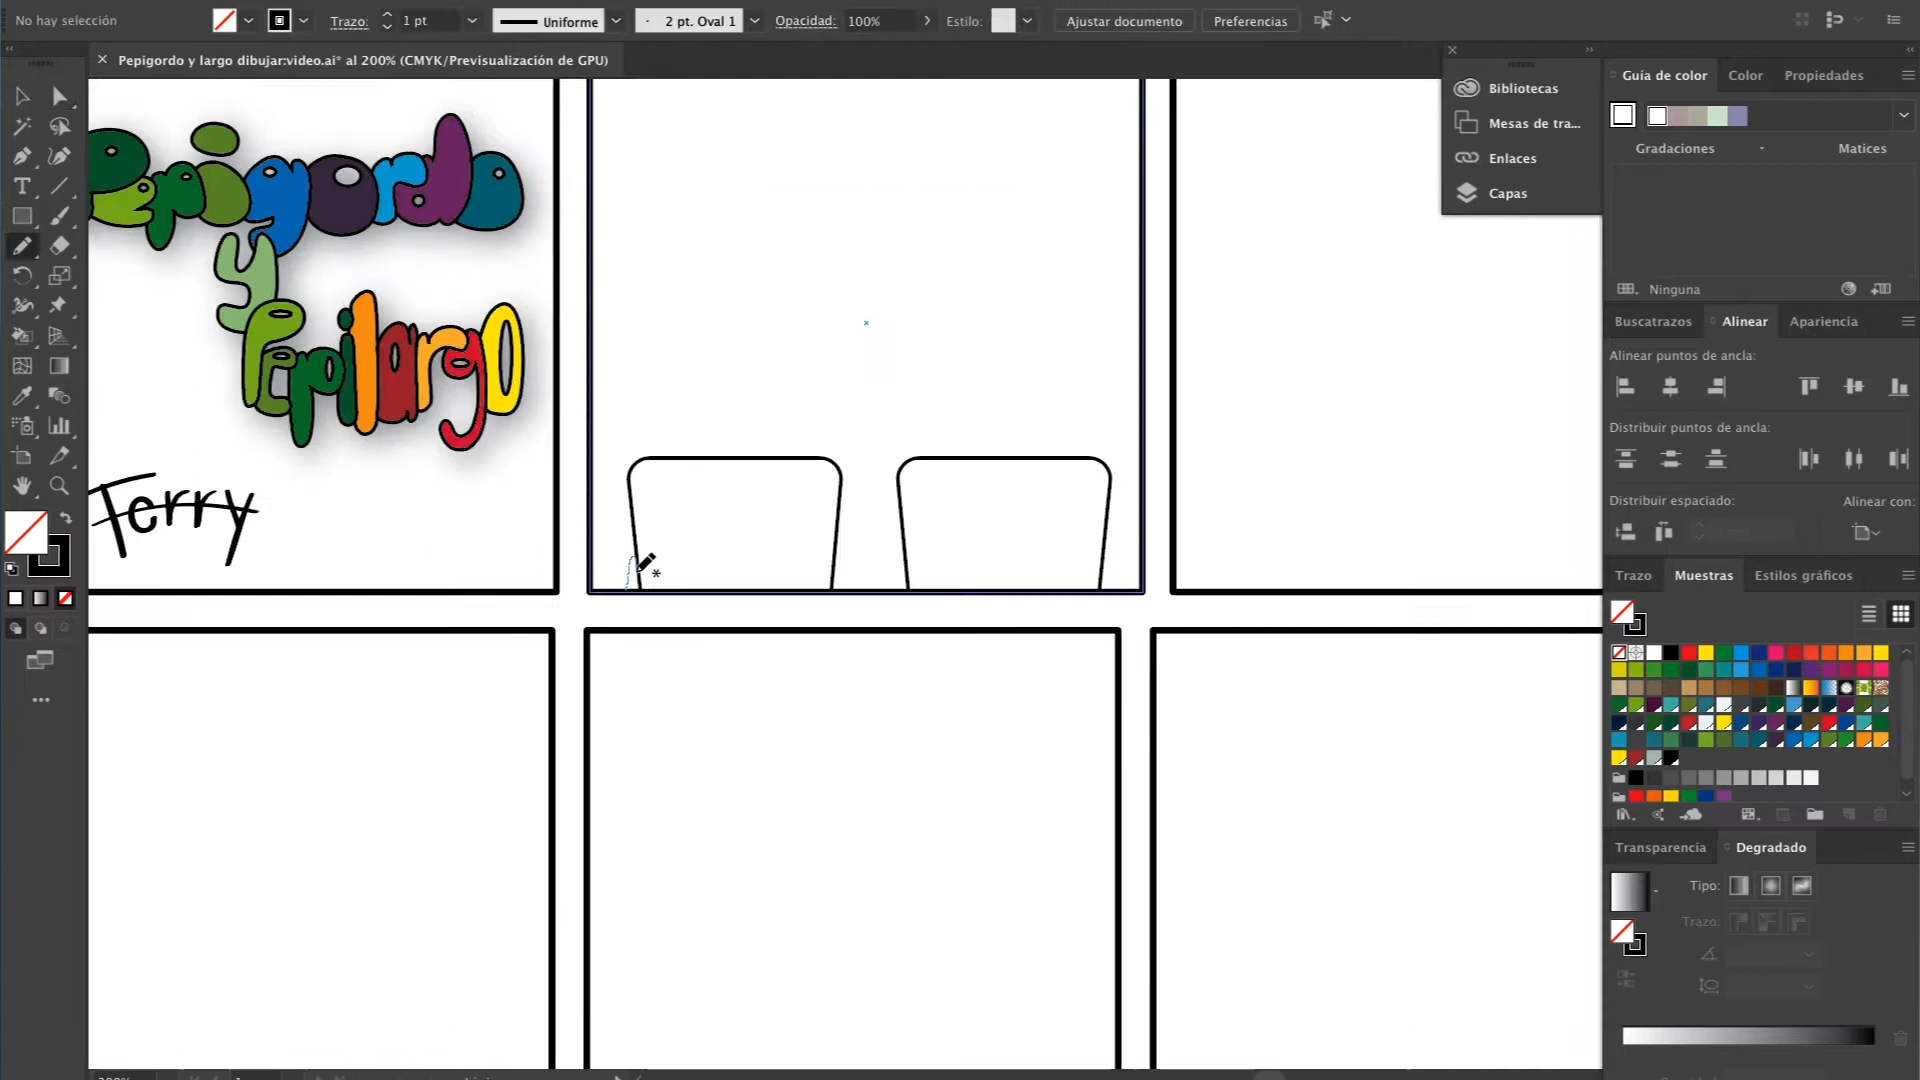 No hay selección
Trazo:
1 pt
Uniforme
2 pt. Oval 1
Opacidad:
100%
Estilo:
Ajustar documento
Preferencias
Pepigordo y largo dibujar:video.ai* al 200% (CMYK/Previsualización de GPU)
Pepigordo
y
Pepilargo
Terry
Bibliotecas
Mesas de tra...
Enlaces
Capas
Guía de color
Color
Propiedades
Gradaciones
Matices
Ninguna
Buscatrazos
Alinear
Apariencia
Alinear puntos de ancla:
Distribuir puntos de ancla:
Distribuir espaciado:
Alinear con:
Trazo
Muestras
Estilos gráficos
Transparencia
Degradado
Tipo:
Trazo: